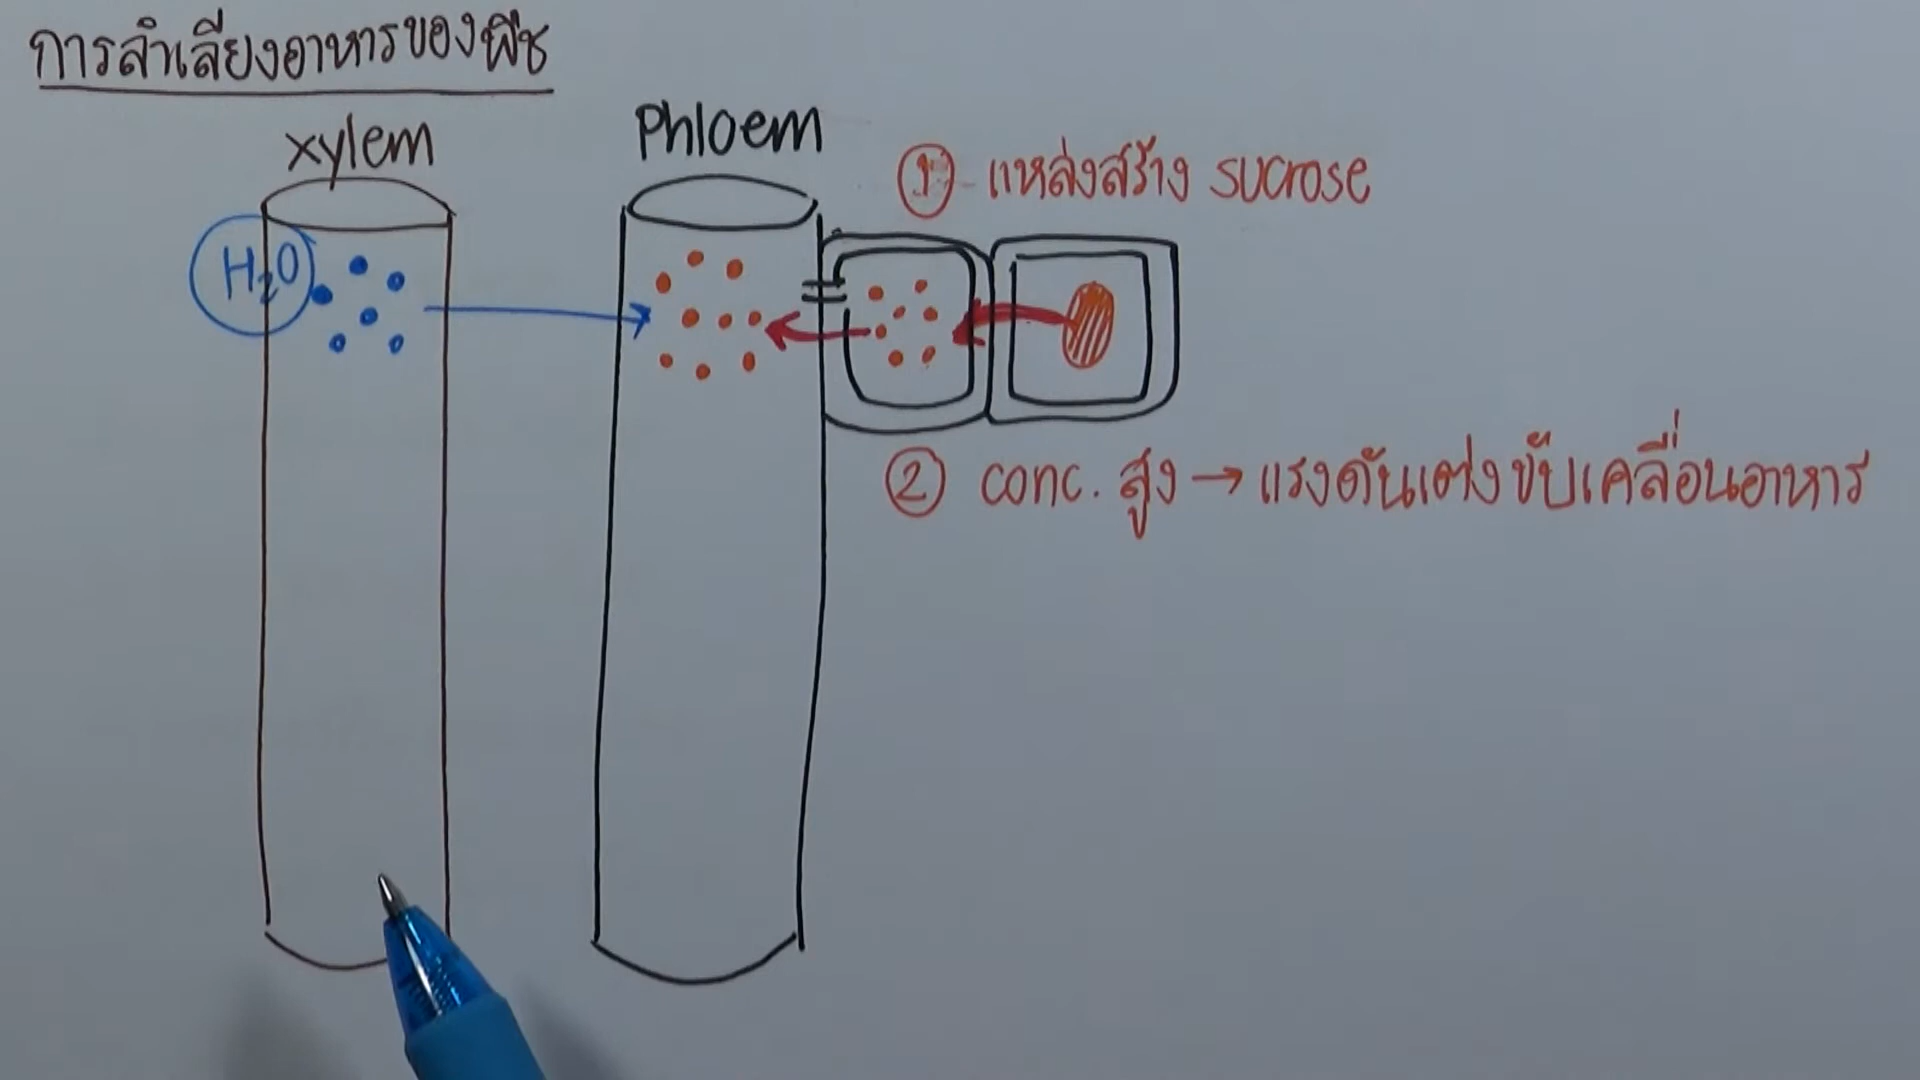 การลำเลียงอาหารของพืช
xylem
Phloem
① แหล่งสร้าง sucrose
H₂O
② conc. สูง → แรงดันเต่งขับเคลื่อนอาหาร